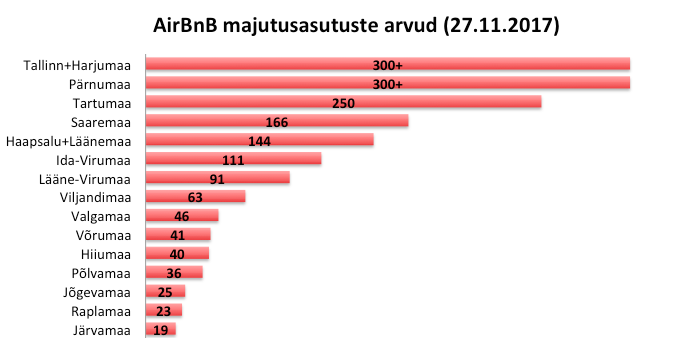 AirBnB majutusasutuste arvud (27.11.2017)
Tallinn+Harjumaa 300+
Pärnumaa 300+
Tartumaa 250
Saaremaa 166
Haapsalu+Läänemaa 144
Ida-Virumaa 111
Lääne-Virumaa 91
Viljandimaa 63
Valgamaa 46
Võrumaa 41
Hiiumaa 40
Põlvamaa 36
Jõgevamaa 25
Raplamaa 23
Järvamaa 19